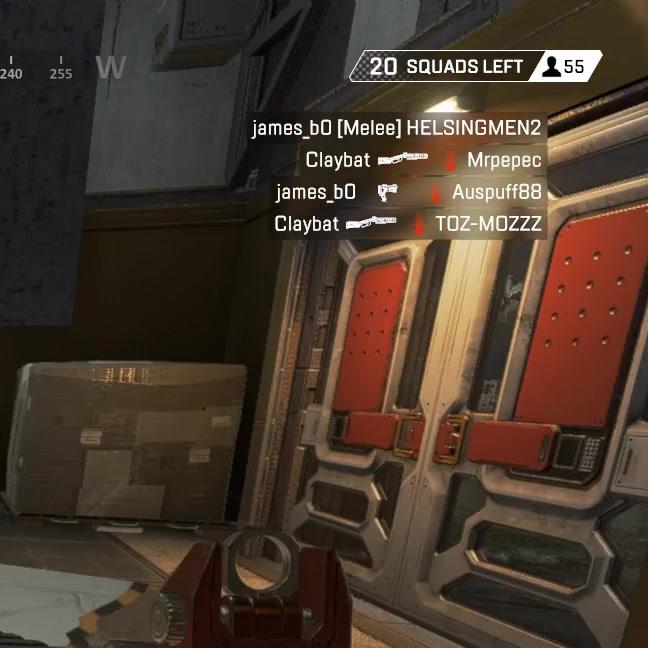 240 255 W
20 SQUADS LEFT 55
james_b0 [Melee] HELSINGMEN2
Claybat Mrpepec
james_b0 Auspuff88
Claybat TOZ-MOZZZ